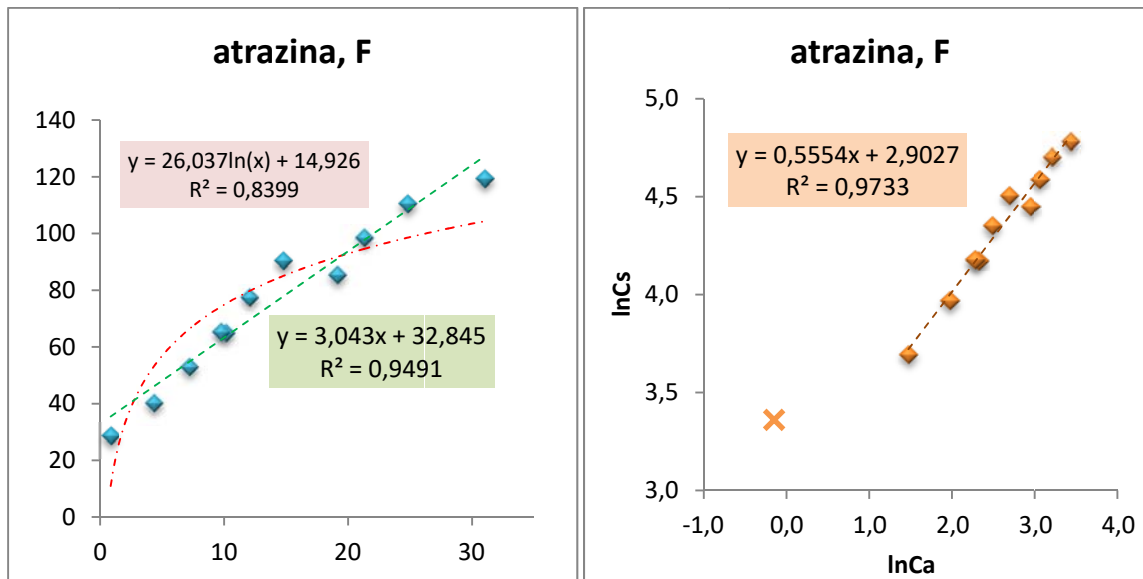 atrazina, F
140
120
100
80
60
40
20
0
y = 26,037ln(x) + 14,926
R² = 0,8399
y = 3,043x + 32,845
R² = 0,9491
0 10 20 30
atrazina, F
5,0
4,5
4,0
3,5
3,0
lnCs
y = 0,5554x + 2,9027
R² = 0,9733
-1,0 0,0 1,0 2,0 3,0 4,0
lnCa